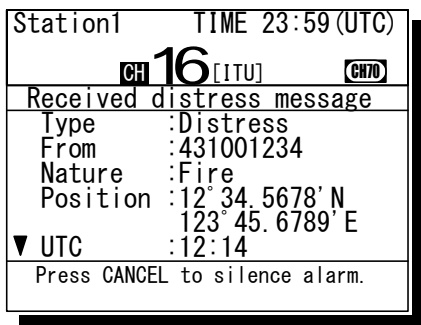 Station1 TIME 23:59(UTC)
CH 16 [ITU] CH70
Received distress message
Type :Distress
From :431001234
Nature :Fire
Position :12°34.5678'N
123°45.6789'E
▼ UTC :12:14
Press CANCEL to silence alarm.